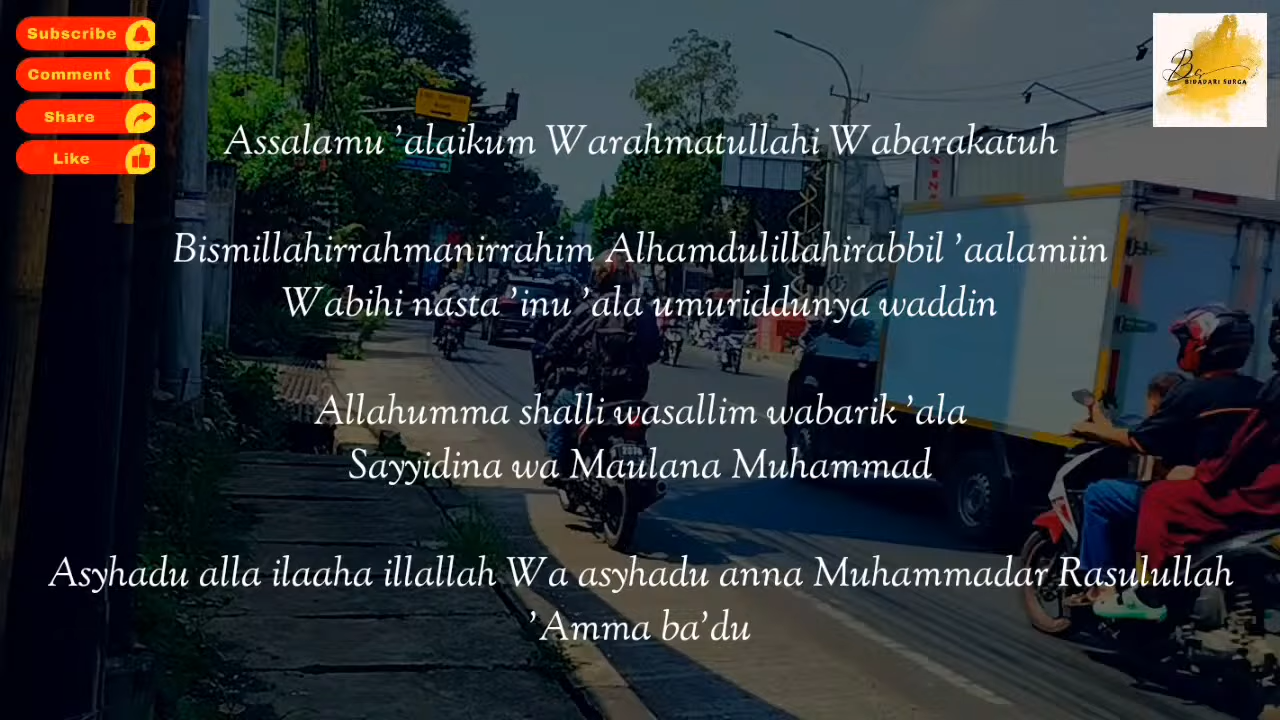 Subscribe
Comment
Share
Like
BIDADARI SURGA
Assalamu 'alaikum Warahmatullahi Wabarakatuh
Bismillahirrahmanirrahim Alhamdulillahirabbil 'aalamiin
Wabihi nasta 'inu 'ala umuriddunya waddin
Allahumma shalli wasallim wabarik 'ala
Sayyidina wa Maulana Muhammad
Asyhadu alla ilaaha illallah Wa asyhadu anna Muhammadar Rasulullah
'Amma ba'du